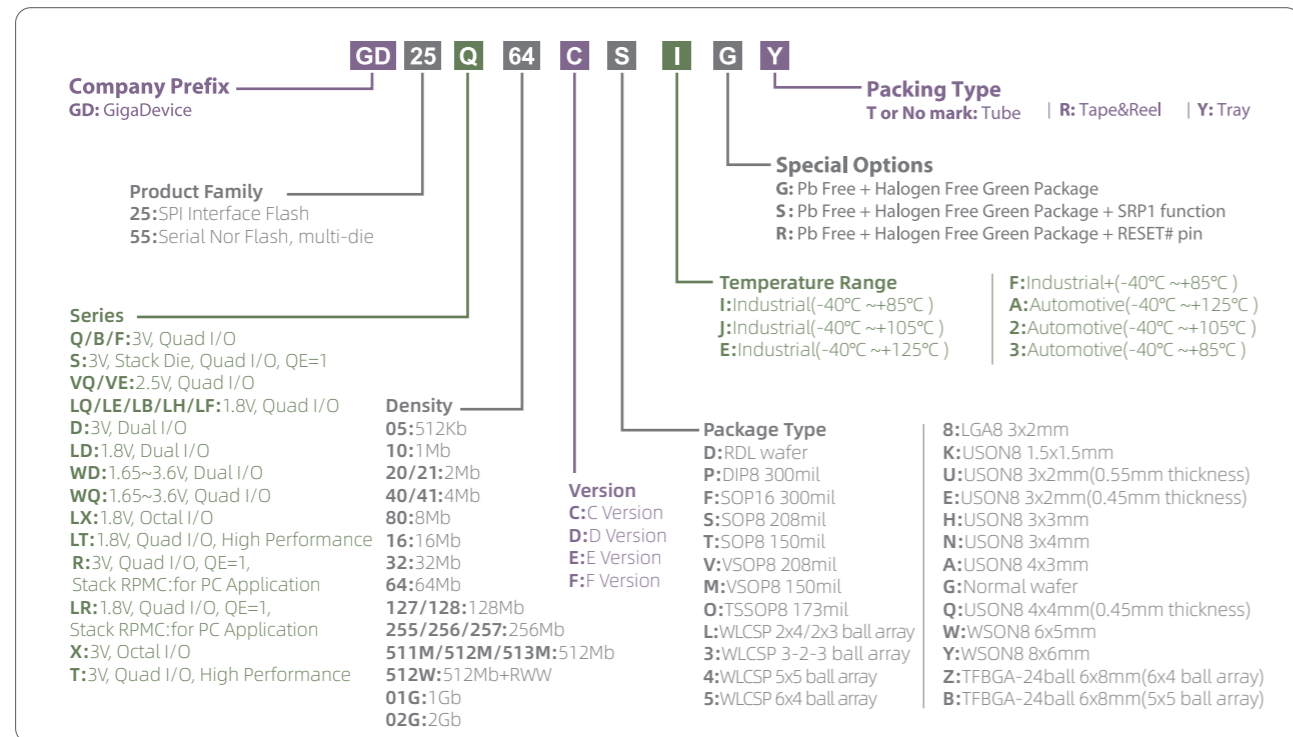 GD 25 Q 64 C S I G Y
Company Prefix
GD: GigaDevice
Packing Type
T or No mark: Tube | R: Tape&Reel | Y: Tray
Special Options
G: Pb Free + Halogen Free Green Package
S: Pb Free + Halogen Free Green Package + SRP1 function
R: Pb Free + Halogen Free Green Package + RESET# pin
Product Family
25:SPI Interface Flash
55:Serial Nor Flash, multi-die
Temperature Range
I:Industrial(-40℃ ~+85℃ )
J:Industrial(-40℃ ~+105℃ )
E:Industrial(-40℃ ~+125℃ )
F:Industrial+(-40℃ ~+85℃ )
A:Automotive(-40℃ ~+125℃ )
2:Automotive(-40℃ ~+105℃ )
3:Automotive(-40℃ ~+85℃ )
Series
Q/B/F:3V, Quad I/O
S:3V, Stack Die, Quad I/O, QE=1
VQ/VE:2.5V, Quad I/O
LQ/LE/LB/LH/LF:1.8V, Quad I/O
D:3V, Dual I/O
LD:1.8V, Dual I/O
WD:1.65~3.6V, Dual I/O
WQ:1.65~3.6V, Quad I/O
LX:1.8V, Octal I/O
LT:1.8V, Quad I/O, High Performance
R:3V, Quad I/O, QE=1,
Stack RPMC:for PC Application
LR:1.8V, Quad I/O, QE=1,
Stack RPMC:for PC Application
X:3V, Octal I/O
T:3V, Quad I/O, High Performance
Density
05:512Kb
10:1Mb
20/21:2Mb
40/41:4Mb
80:8Mb
16:16Mb
32:32Mb
64:64Mb
127/128:128Mb
255/256/257:256Mb
511M/512M/513M:512Mb
512W:512Mb+RWW
01G:1Gb
02G:2Gb
Version
C:C Version
D:D Version
E:E Version
F:F Version
Package Type
D:RDL wafer
P:DIP8 300mil
F:SOP16 300mil
S:SOP8 208mil
T:SOP8 150mil
V:VSOP8 208mil
M:VSOP8 150mil
O:TSSOP8 173mil
L:WLCSP 2x4/2x3 ball array
3:WLCSP 3-2-3 ball array
4:WLCSP 5x5 ball array
5:WLCSP 6x4 ball array
8:LGA8 3x2mm
K:USON8 1.5x1.5mm
U:USON8 3x2mm(0.55mm thickness)
E:USON8 3x2mm(0.45mm thickness)
H:USON8 3x3mm
N:USON8 3x4mm
A:USON8 4x3mm
G:Normal wafer
Q:USON8 4x4mm(0.45mm thickness)
W:WSON8 6x5mm
Y:WSON8 8x6mm
Z:TFBGA-24ball 6x8mm(6x4 ball array)
B:TFBGA-24ball 6x8mm(5x5 ball array)